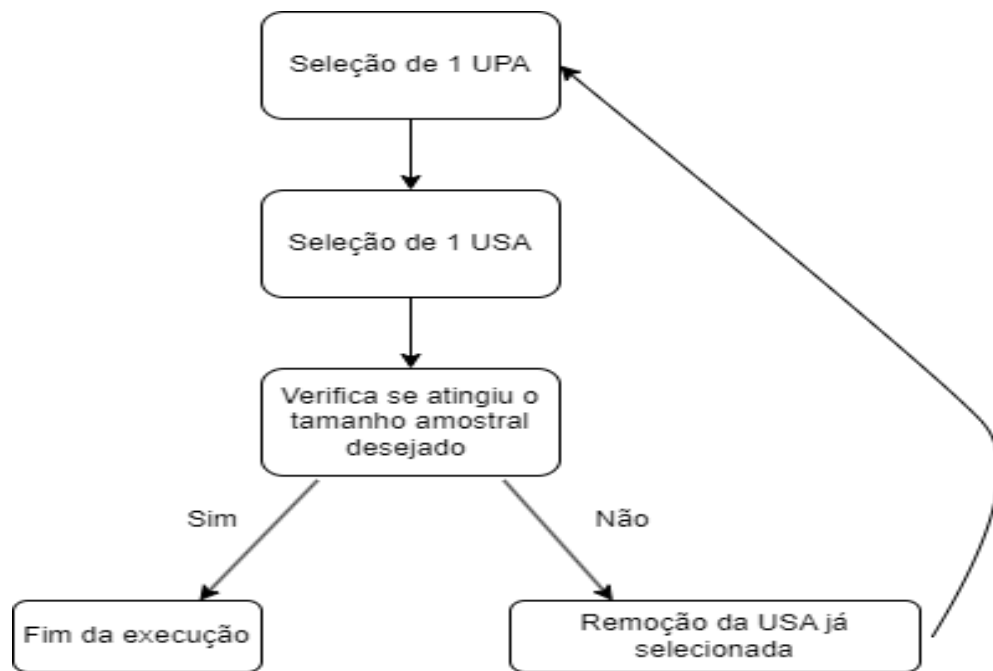 Seleção de 1 UPA
Seleção de 1 USA
Verifica se atingiu o
tamanho amostral
desejado
Sim
Não
Fim da execução
Remoção da USA já
selecionada